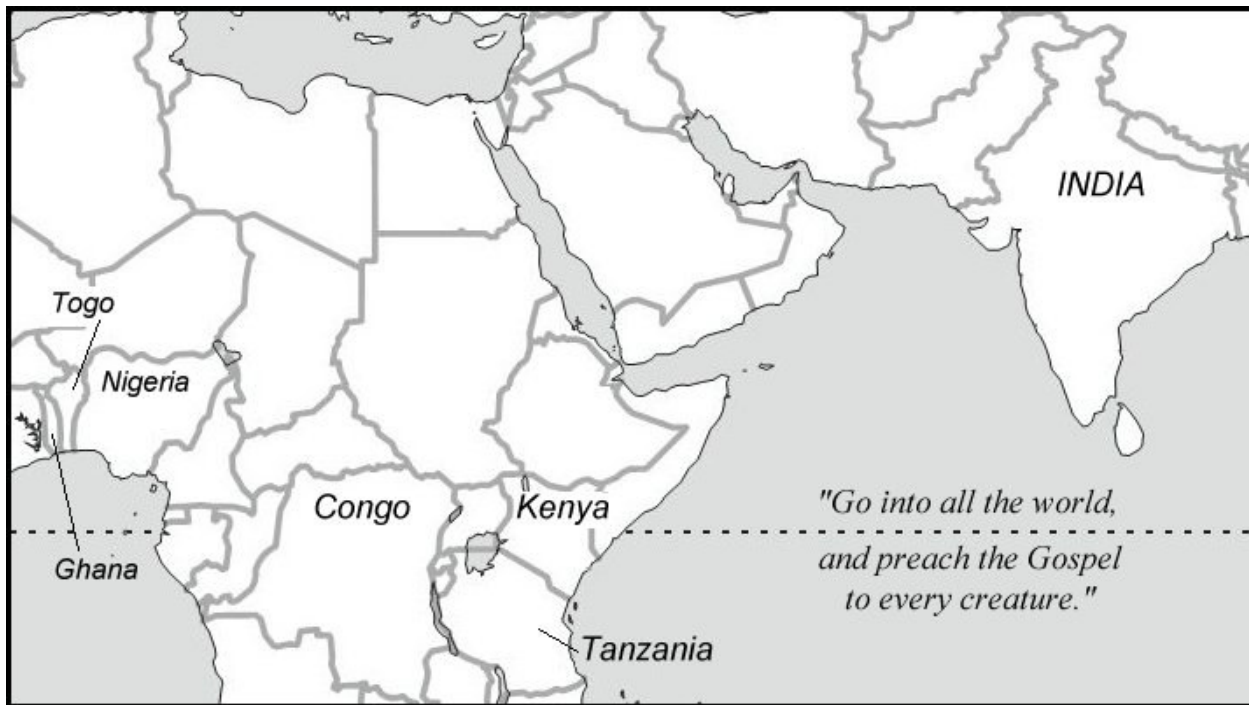 INDIA
Togo
Nigeria
Congo
Kenya
"Go into all the world,
and preach the Gospel
to every creature."
Ghana
Tanzania